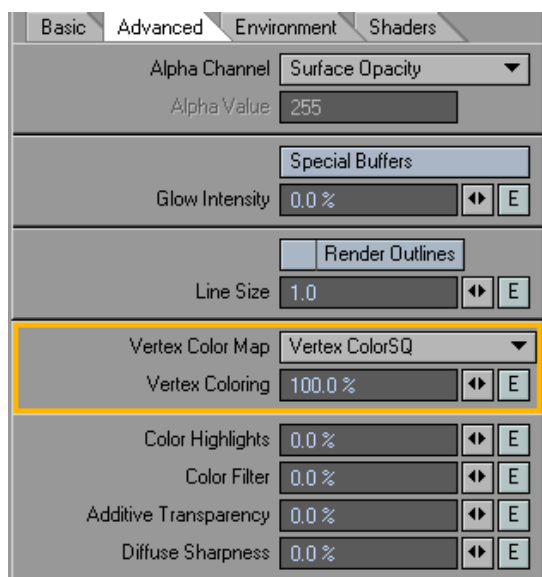 Basic Advanced Environment Shaders
Alpha Channel Surface Opacity
Alpha Value 255
Special Buffers
Glow Intensity 0.0 % E
Render Outlines
Line Size 1.0 E
Vertex Color Map Vertex ColorSQ
Vertex Coloring 100.0 % E
Color Highlights 0.0 % E
Color Filter 0.0 % E
Additive Transparency 0.0 % E
Diffuse Sharpness 0.0 % E